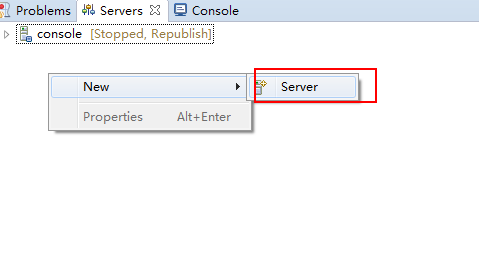 Problems Servers Console
console [Stopped, Republish]
New Server
Properties Alt+Enter